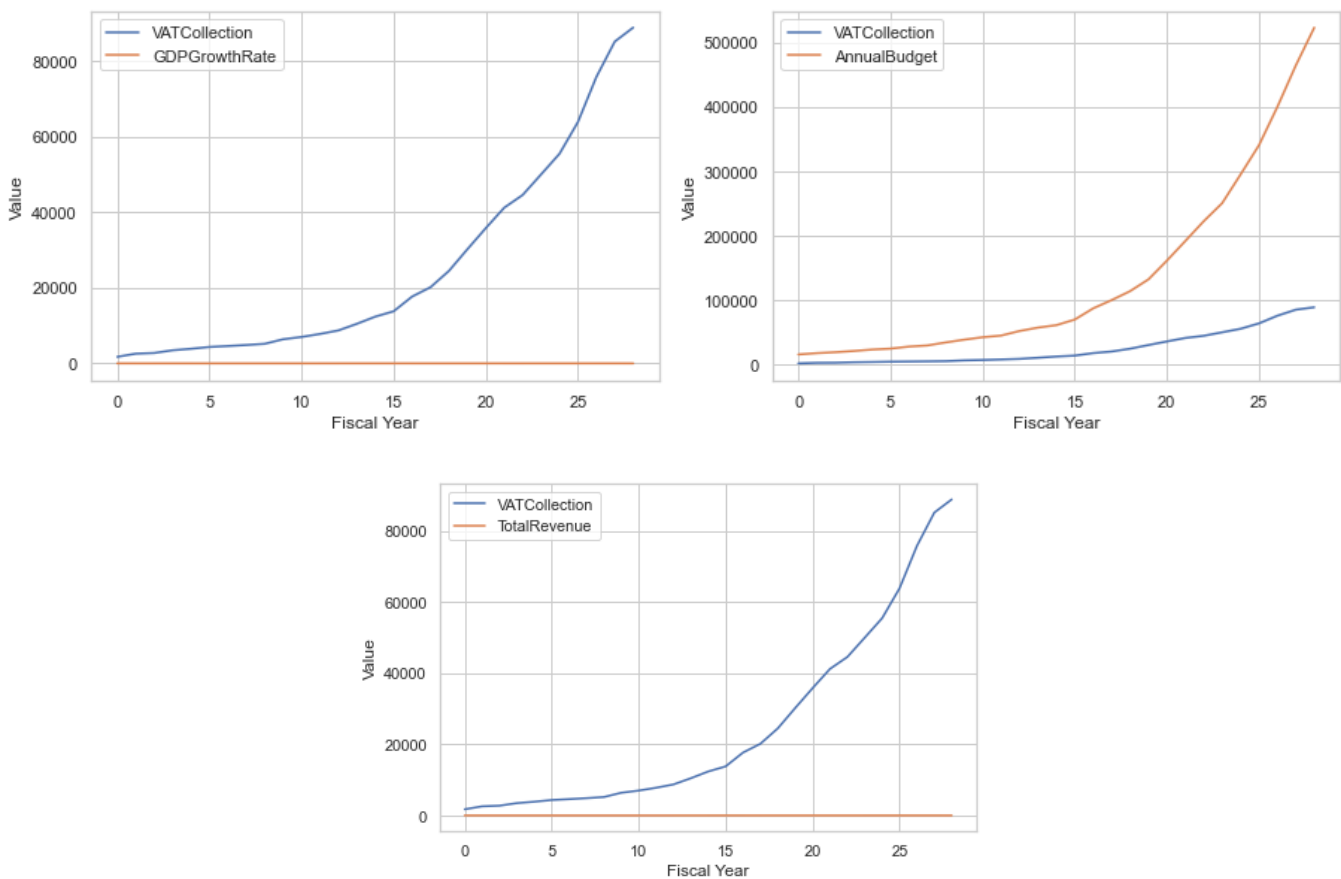 VATCollection
GDPGrowthRate
80000
60000
40000
20000
0
Value
0 5 10 15 20 25
Fiscal Year
VATCollection
AnnualBudget
500000
400000
300000
200000
100000
0
Value
0 5 10 15 20 25
Fiscal Year
VATCollection
TotalRevenue
80000
60000
40000
20000
0
Value
0 5 10 15 20 25
Fiscal Year